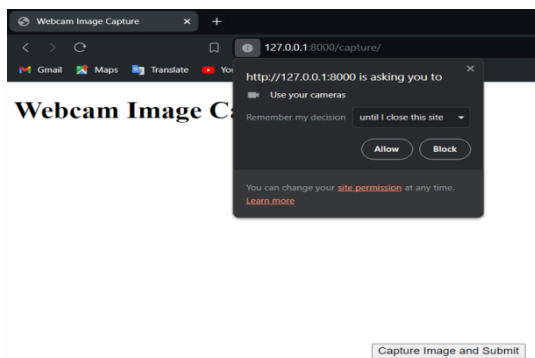 Webcam Image Capture
127.0.0.1:8000/capture/
Gmail Maps Translate
http://127.0.0.1:8000 is asking you to
Use your cameras
Webcam Image
Remember my decision until I close this site
Allow Block
You can change your site permission at any time.
Learn more
Capture Image and Submit